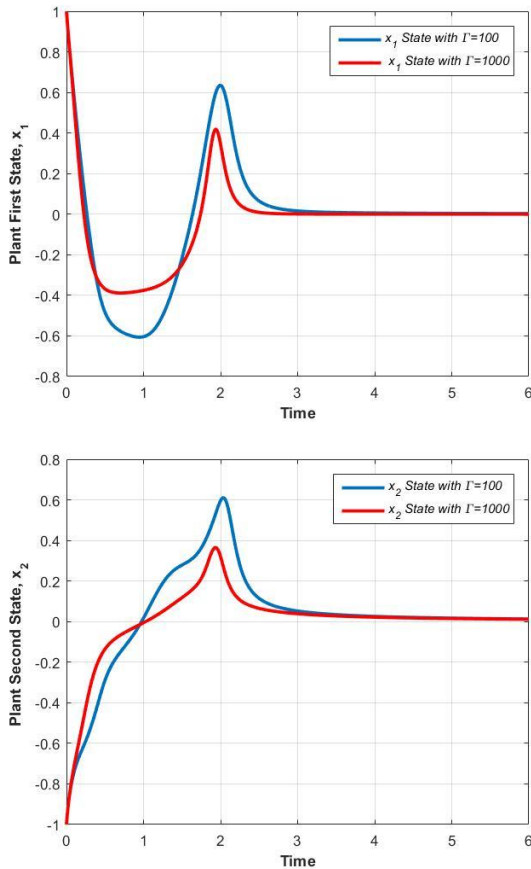 1
0.8
0.6
0.4
0.2
0
-0.2
-0.4
-0.6
-0.8
Plant First State, x1
x1 State with Γ=100
x1 State with Γ=1000
0 1 2 3 4 5 6
Time
0.8
0.6
0.4
0.2
0
-0.2
-0.4
-0.6
-0.8
-1
Plant Second State, x2
x2 State with Γ=100
x2 State with Γ=1000
0 1 2 3 4 5 6
Time